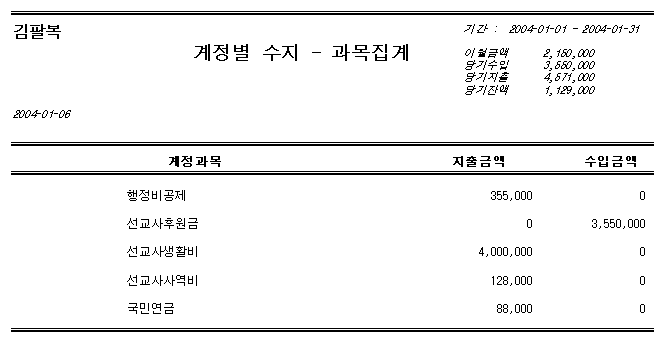 김팔복
계정별 수지 - 과목집계
기간 : 2004-01-01 - 2004-01-31
이월금액 2,150,000
당기수입 3,550,000
당기지출 4,571,000
당기잔액 1,129,000
2004-01-06
계정과목 지출금액 수입금액
행정비공제 355,000 0
선교사후원금 0 3,550,000
선교사생활비 4,000,000 0
선교사사역비 128,000 0
국민연금 88,000 0